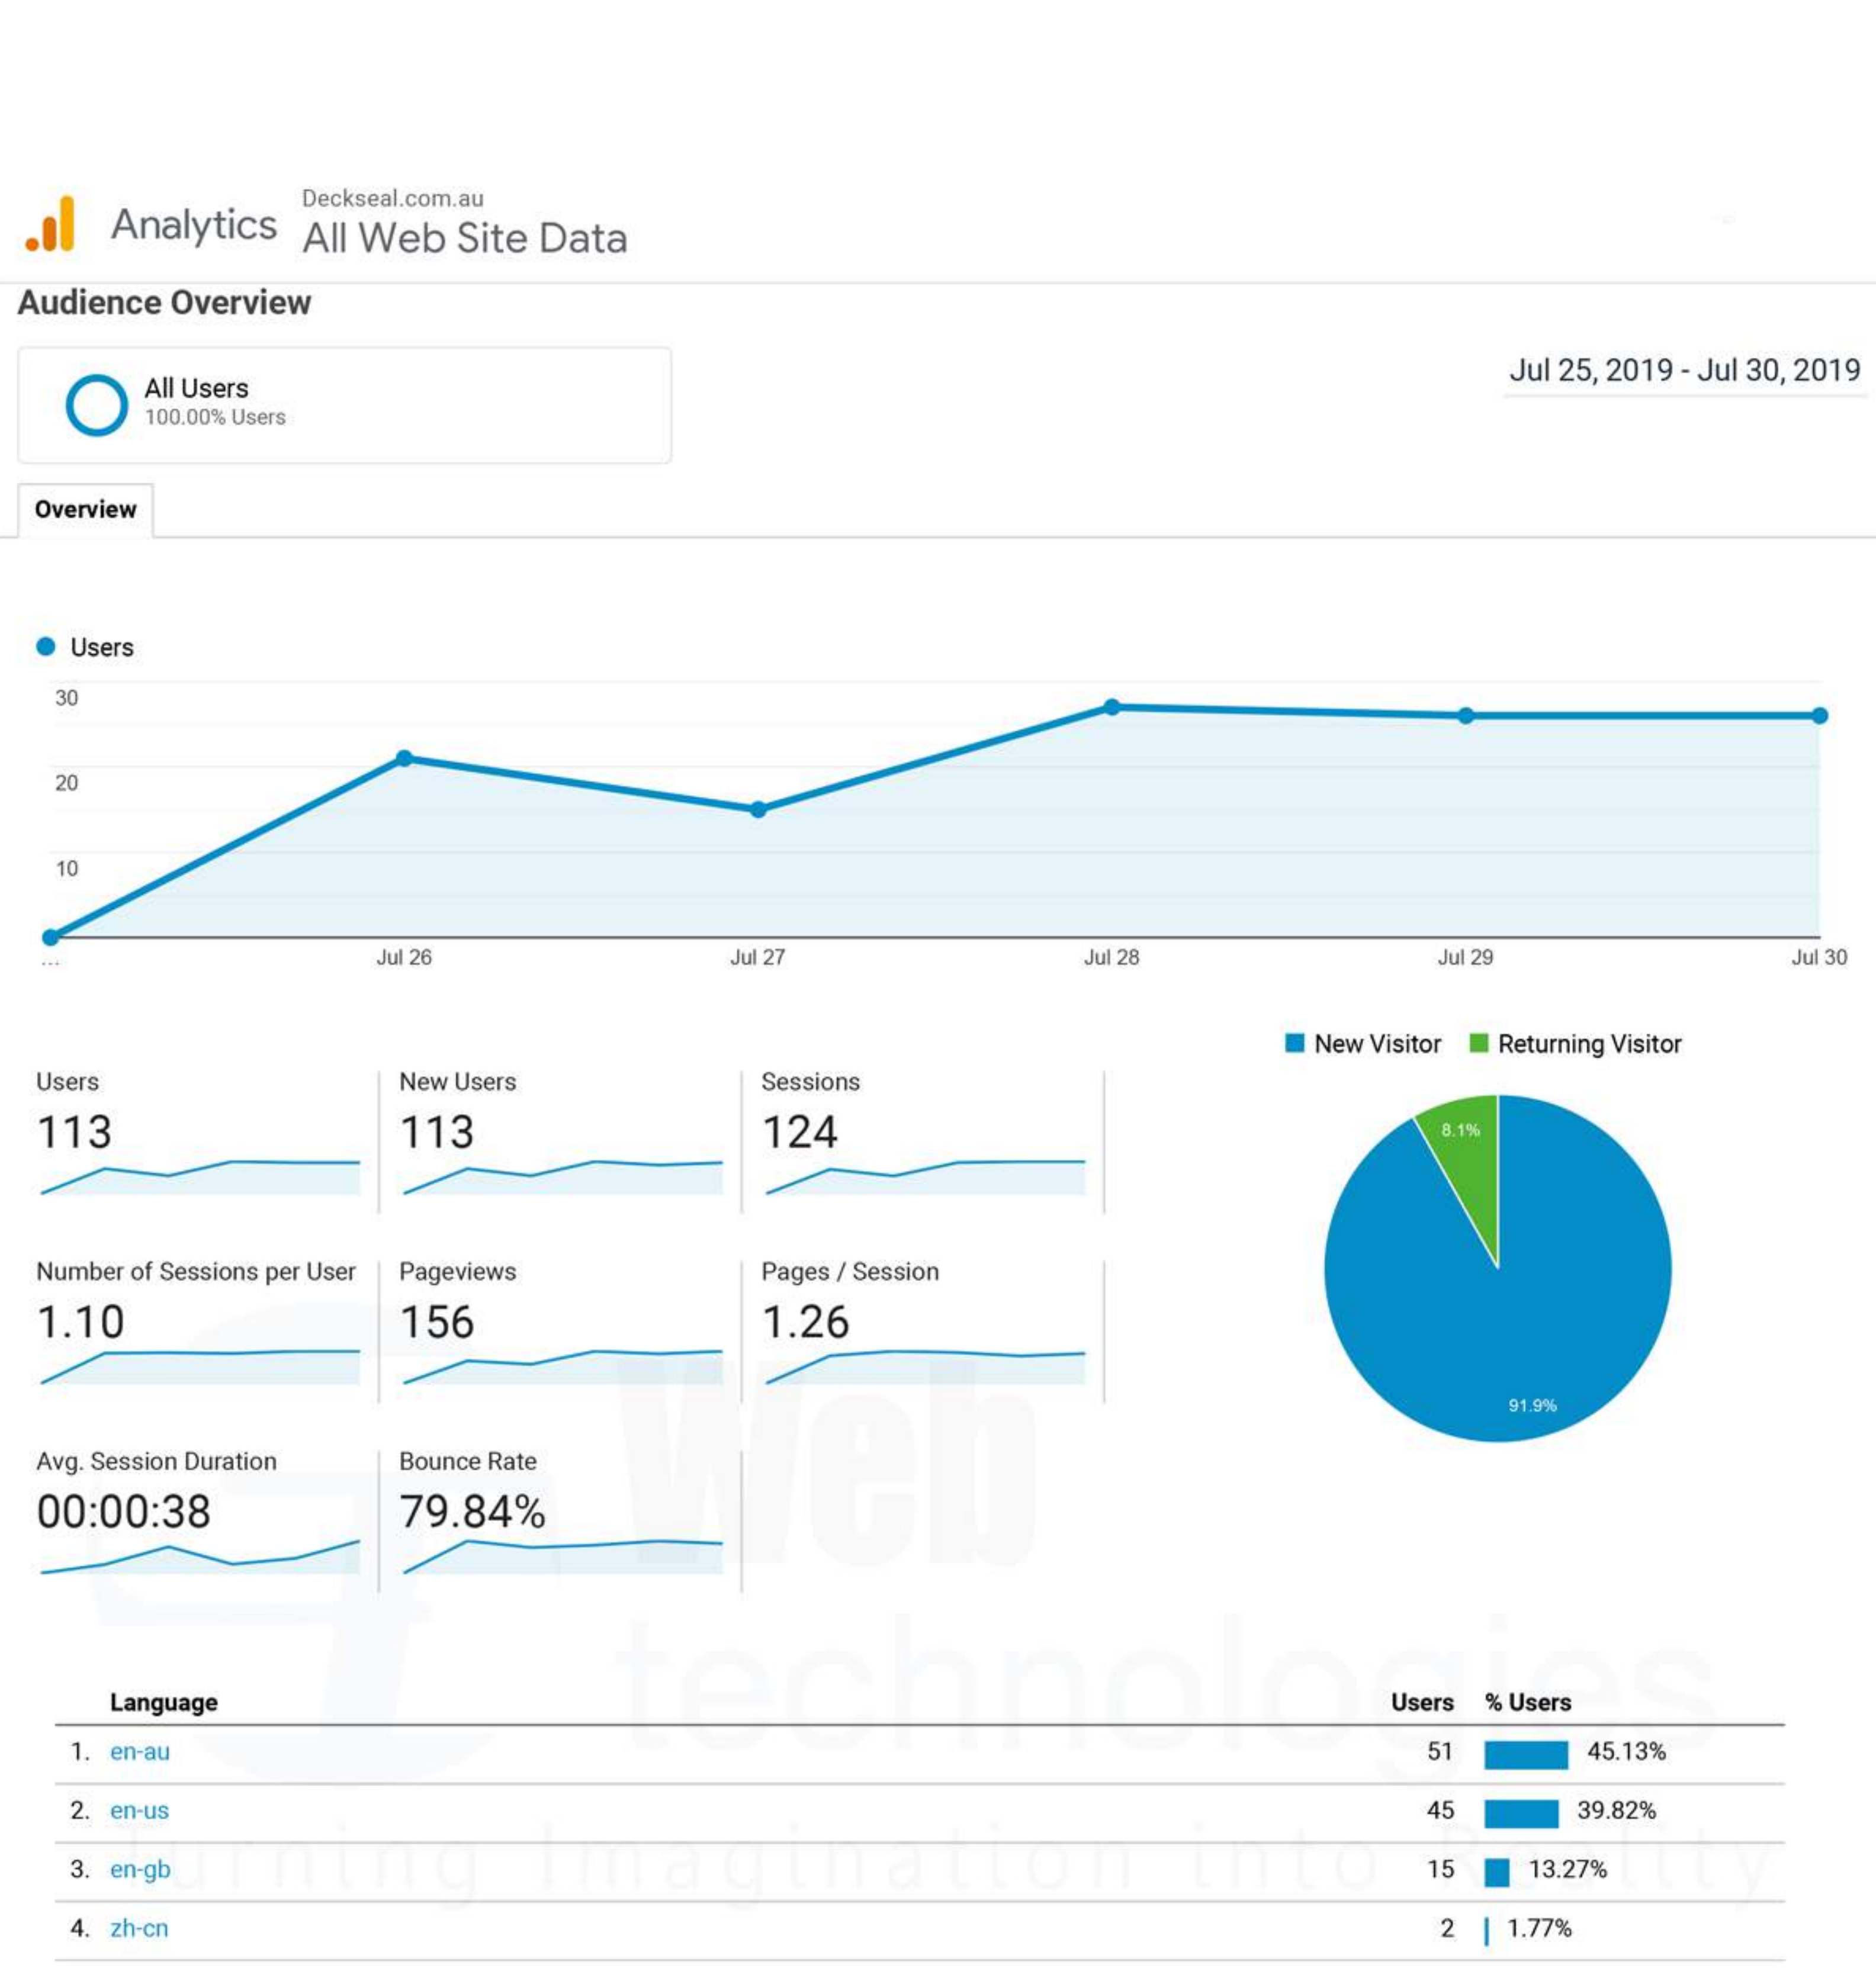 Analytics
Deckseal.com.au
All Web Site Data
Audience Overview
All Users
100.00% Users
Jul 25, 2019 - Jul 30, 2019
Overview
Users
30
20
10
...
Jul 26
Jul 27
Jul 28
Jul 29
Jul 30
New Visitor
Returning Visitor
8.1%
91.9%
Users
113
New Users
113
Sessions
124
Number of Sessions per User
1.10
Pageviews
156
Pages / Session
1.26
Avg. Session Duration
00:00:38
Bounce Rate
79.84%
Web
technologies
Turning Imagination into Reality
Language Users % Users
1. en-au 51 45.13%
2. en-us 45 39.82%
3. en-gb 15 13.27%
4. zh-cn 2 1.77%